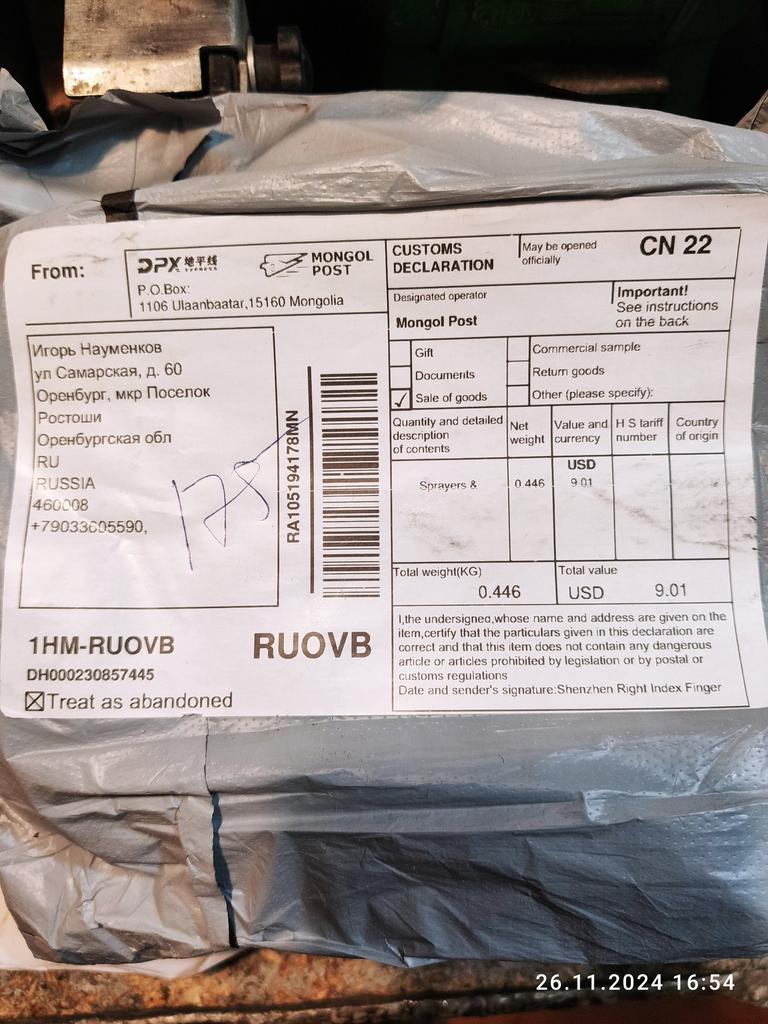 From:
DPX 地平线
EXPRESS
MONGOL
POST
P.O.Box:
1106 Ulaanbaatar,15160 Mongolia
CUSTOMS
DECLARATION
May be opened
officially
CN 22
Designated operator
Mongol Post
Important!
See instructions
on the back
Игорь Науменков
ул Самарская, д. 60
Оренбург, мкр Поселок
Ростоши
Оренбургская обл
RU
RUSSIA
460008
+79033605590,
178
RA105194178MN
Gift
Documents
✓ Sale of goods
Commercial sample
Return goods
Other (please specify):
Quantity and detailed
description
of contents
Net
weight
Value and
currency
H S tariff
number
Country
of origin
USD
Sprayers & 0.446 9.01
Total weight(KG)
0.446
Total value
USD 9.01
1HM-RUOVB
RUOVB
DH000230857445
☒Treat as abandoned
I,the undersigned,whose name and address are given on the
item,certify that the particulars given in this declaration are
correct and that this item does not contain any dangerous
article or articles prohibited by legislation or by postal or
customs regulations
Date and sender's signature:Shenzhen Right Index Finger
26.11.2024 16:54